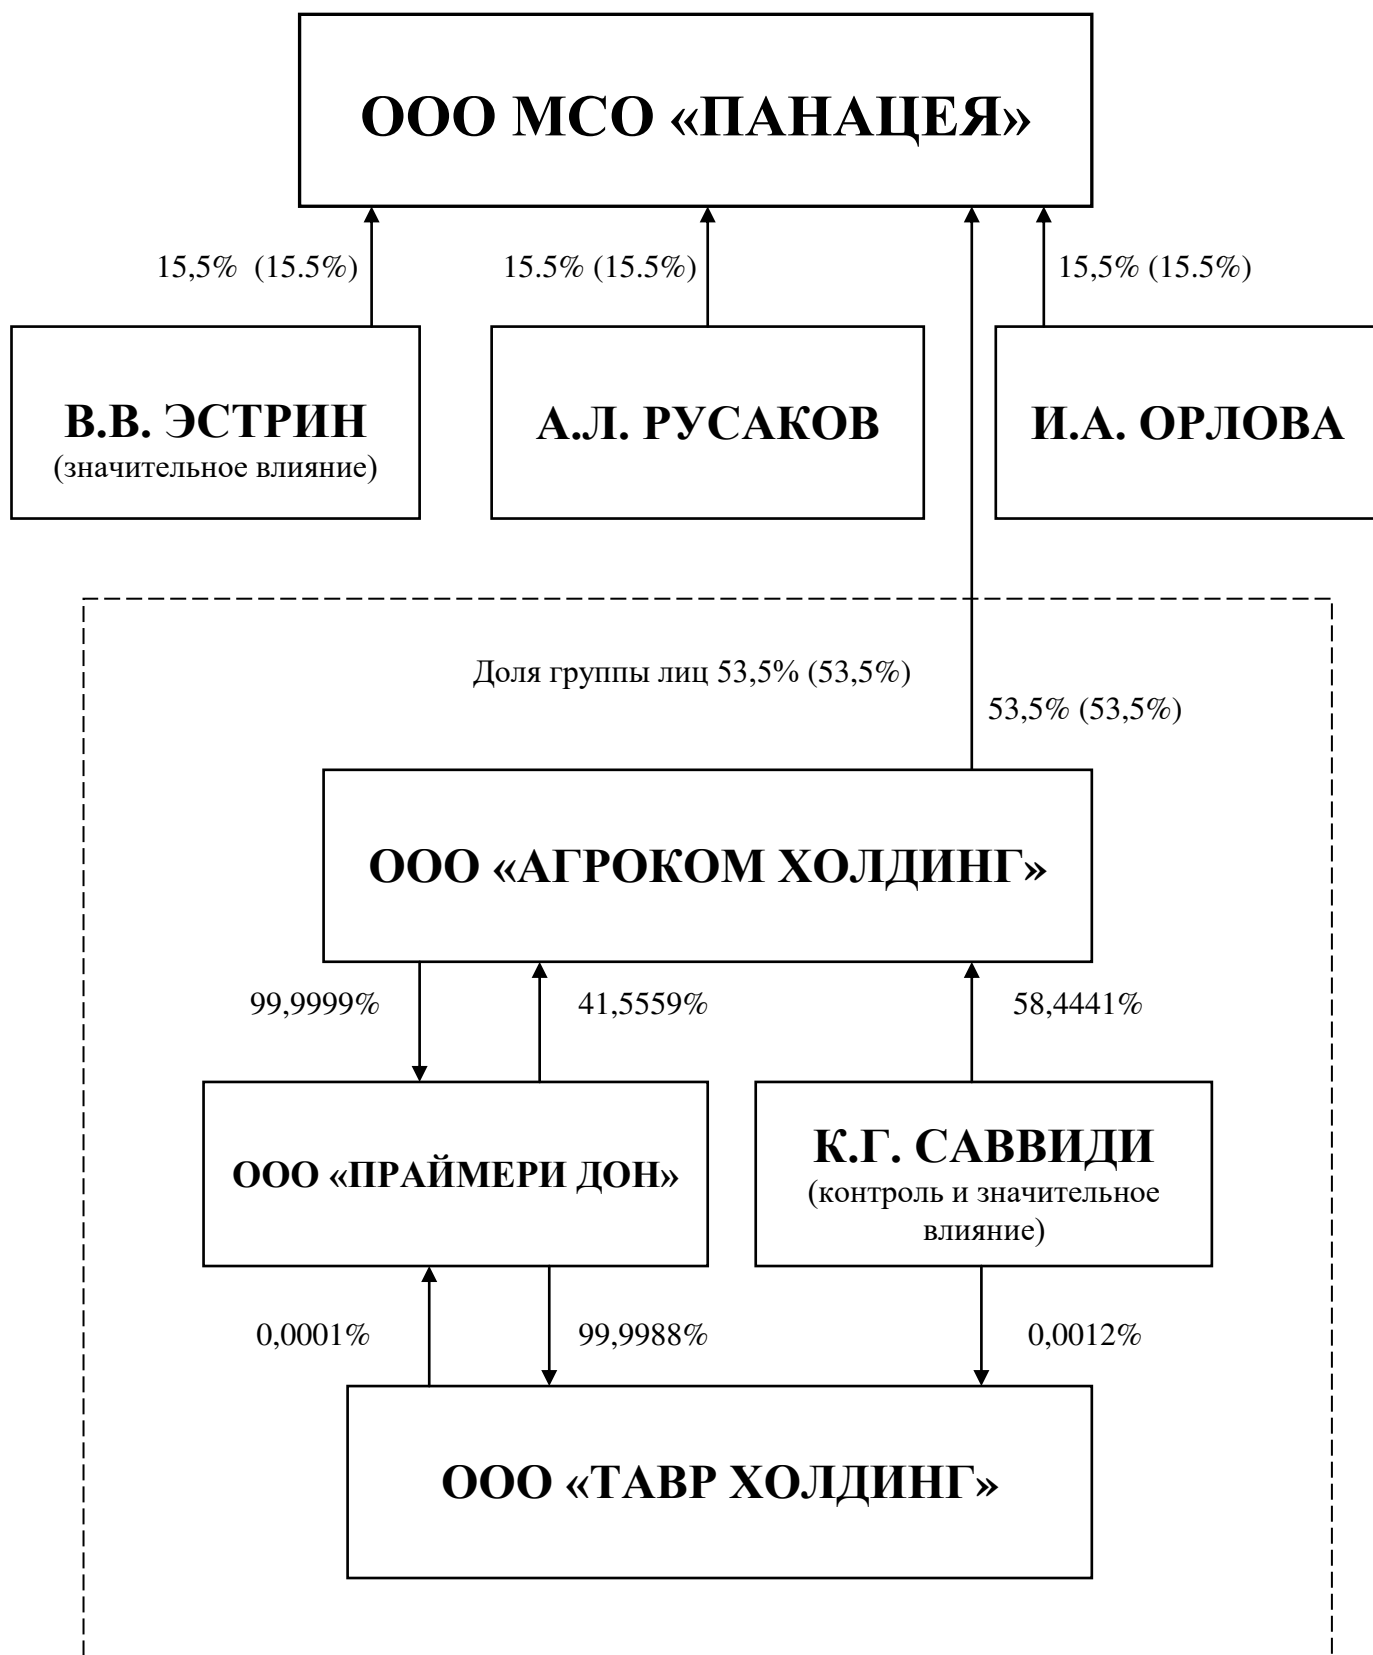 ООО МСО «ПАНАЦЕЯ»
15,5%  (15.5%)
15.5% (15.5%)
15,5% (15.5%)
В.В. ЭСТРИН
(значительное влияние)
А.Л. РУСАКОВ
И.А. ОРЛОВА
Доля группы лиц 53,5% (53,5%)
53,5% (53,5%)
ООО «АГРОКОМ ХОЛДИНГ»
99,9999%
41,5559%
58,4441%
ООО «ПРАЙМЕРИ ДОН»
К.Г. САВВИДИ
(контроль и значительное
влияние)
0,0001%
99,9988%
0,0012%
ООО «ТАВР ХОЛДИНГ»